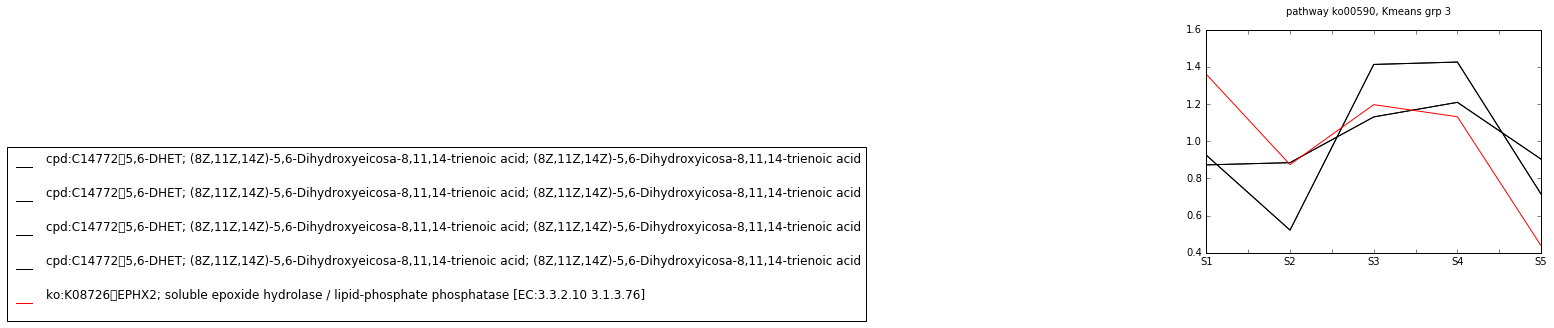 pathway ko00590, Kmeans grp 3
1.6
1.4
1.2
1.0
0.8
0.6
0.4
S1 S2 S3 S4 S5
cpd:C14772▯5,6-DHET; (8Z,11Z,14Z)-5,6-Dihydroxyeicosa-8,11,14-trienoic acid; (8Z,11Z,14Z)-5,6-Dihydroxyicosa-8,11,14-trienoic acid
cpd:C14772▯5,6-DHET; (8Z,11Z,14Z)-5,6-Dihydroxyeicosa-8,11,14-trienoic acid; (8Z,11Z,14Z)-5,6-Dihydroxyicosa-8,11,14-trienoic acid
cpd:C14772▯5,6-DHET; (8Z,11Z,14Z)-5,6-Dihydroxyeicosa-8,11,14-trienoic acid; (8Z,11Z,14Z)-5,6-Dihydroxyicosa-8,11,14-trienoic acid
cpd:C14772▯5,6-DHET; (8Z,11Z,14Z)-5,6-Dihydroxyeicosa-8,11,14-trienoic acid; (8Z,11Z,14Z)-5,6-Dihydroxyicosa-8,11,14-trienoic acid
ko:K08726▯EPHX2; soluble epoxide hydrolase / lipid-phosphate phosphatase [EC:3.3.2.10 3.1.3.76]